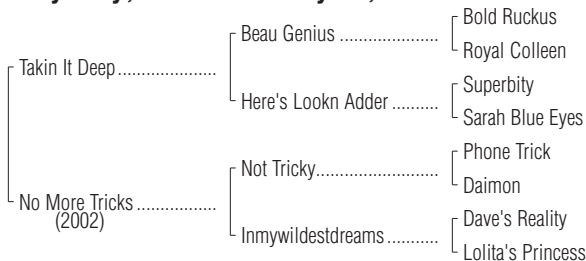 Bold Ruckus
Beau Genius ..................
Royal Colleen
Takin It Deep....................
Superbity
Here's Lookn Adder ..........
Sarah Blue Eyes
Phone Trick
Not Tricky.......................
Daimon
No More Tricks ................
(2002)
Dave's Reality
Inmywildestdreams ...........
Lolita's Princess